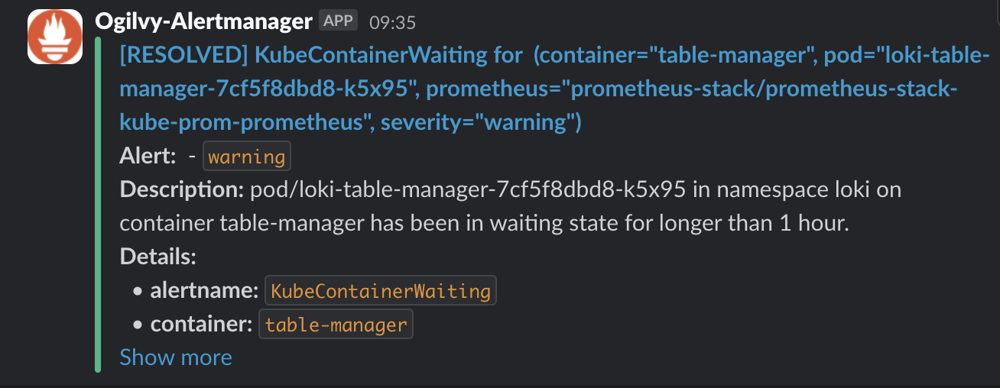 Ogilvy-Alertmanager APP 09:35
[RESOLVED] KubeContainerWaiting for (container="table-manager", pod="loki-table-
manager-7cf5f8dbd8-k5x95", prometheus="prometheus-stack/prometheus-stack-
kube-prom-prometheus", severity="warning")
Alert: - warning
Description: pod/loki-table-manager-7cf5f8dbd8-k5x95 in namespace loki on
container table-manager has been in waiting state for longer than 1 hour.
Details:
• alertname: KubeContainerWaiting
• container: table-manager
Show more